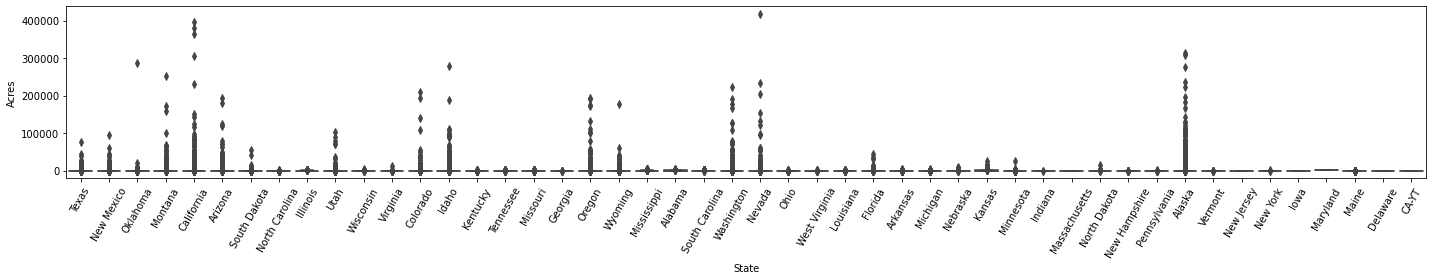 400000
300000
200000
100000
0
Acres
Texas
New Mexico
Oklahoma
Montana
California
Arizona
South Dakota
North Carolina
Illinois
Utah
Wisconsin
Virginia
Colorado
Idaho
Kentucky
Tennessee
Missouri
Georgia
Oregon
Wyoming
Mississippi
Alabama
South Carolina
Washington
Nevada
Ohio
West Virginia
Louisiana
Florida
Arkansas
Michigan
Nebraska
Kansas
Minnesota
Indiana
Massachusetts
North Dakota
New Hampshire
Pennsylvania
Alaska
Vermont
New Jersey
New York
Iowa
Maryland
Maine
Delaware
CA-YT
State